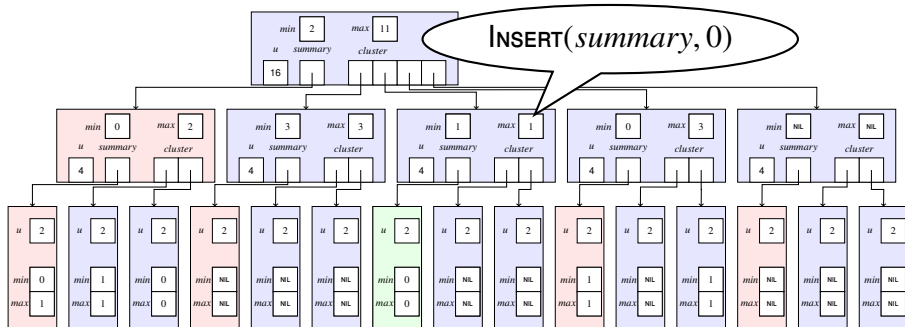 min 2 max 11
INSERT(summary, 0)
u summary cluster
16
min 0 max 2 min 3 max 3 min 1 max 1 min 0 max 3 min NIL max NIL
u summary cluster u summary cluster u summary cluster u summary cluster u summary cluster
4 4 4 4 4
u 2 u 2 u 2 u 2 u 2 u 2 u 2 u 2 u 2 u 2 u 2 u 2 u 2 u 2 u 2
min 0 min 1 min 0 min NIL min NIL min NIL min 0 min NIL min NIL min 1 min NIL min 1 min NIL min NIL min NIL
max 1 max 1 max 0 max NIL max NIL max NIL max 0 max NIL max NIL max 1 max NIL max 1 max NIL max NIL max NIL